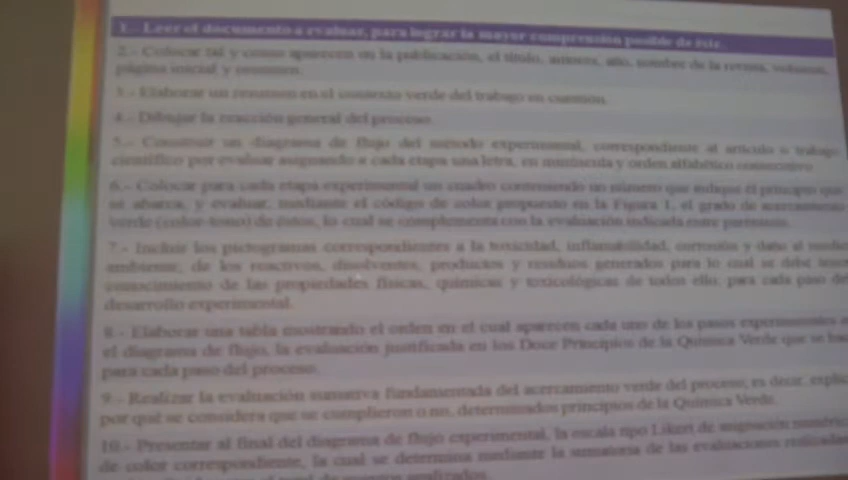 1.- Leer el documento a evaluar, para lograr la mayor comprensión posible de éste.
2.- Colocar tal y como aparecen en la publicación, el título, autores, año, nombre de la revista, volumen,
página inicial y resumen.
3.- Elaborar un resumen en el contexto verde del trabajo en cuestión.
4.- Dibujar la reacción general del proceso.
5.- Construir un diagrama de flujo del método experimental, correspondiente al artículo o trabajo
científico por evaluar asignando a cada etapa una letra, en minúscula y orden alfabético consecutivo.
6.- Colocar para cada etapa experimental un cuadro conteniendo un número que indique el principio que
se abarca, y evaluar, mediante el código de color propuesto en la Figura 1, el grado de acercamiento
verde (color-tono) de éstos, lo cual se complementa con la evaluación indicada entre paréntesis.
7.- Incluir los pictogramas correspondientes a la toxicidad, inflamabilidad, corrosión y daño al medio
ambiente, de los reactivos, disolventes, productos y residuos generados para lo cual se debe tener
conocimiento de las propiedades físicas, químicas y toxicológicas de todos ello, para cada paso del
desarrollo experimental.
8.- Elaborar una tabla mostrando el orden en el cual aparecen cada uno de los pasos experimentales
el diagrama de flujo, la evaluación justificada en los Doce Principios de la Química Verde que se
para cada paso del proceso.
9.- Realizar la evaluación sumativa fundamentada del acercamiento verde del proceso; es decir,
por qué se considera que se cumplieron o no, determinados principios de la Química Verde.
10.- Presentar al final del diagrama de flujo experimental, la escala tipo Likert de asignación
de color correspondiente, la cual se determina mediante la sumatoria de las evaluaciones realizadas